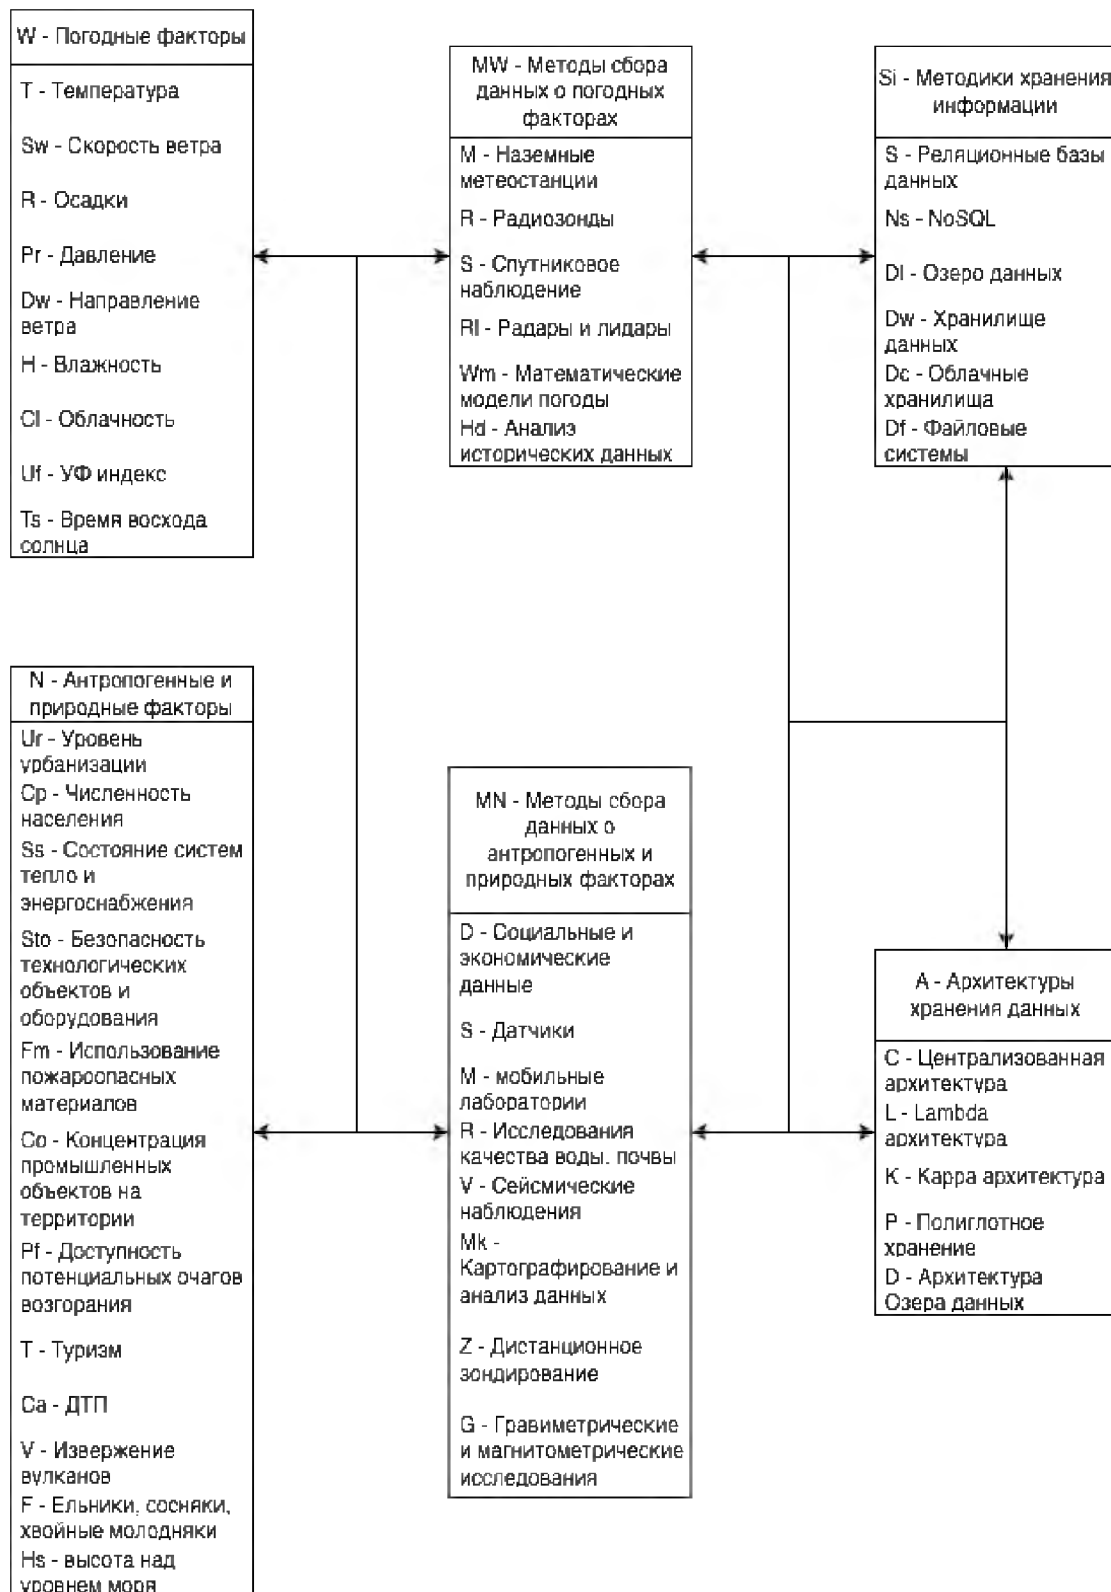 W - Погодные факторы
T - Температура
Sw - Скорость ветра
R - Осадки
Pr - Давление
Dw - Направление
ветра
H - Влажность
Cl - Облачность
Uf - УФ индекс
Ts - Время восхода
солнца
MW - Методы сбора
данных о погодных
факторах
M - Наземные
метеостанции
R - Радиозонды
S - Спутниковое
наблюдение
Rl - Радары и лидары
Wm - Математические
модели погоды
Hd - Анализ
исторических данных
Si - Методики хранения
информации
S - Реляционные базы
данных
Ns - NoSQL
Dl - Озеро данных
Dw - Хранилище
данных
Dc - Облачные
хранилища
Df - Файловые
системы
N - Антропогенные и
природные факторы
Ur - Уровень
урбанизации
Cp - Численность
населения
Ss - Состояние систем
тепло и
энергоснабжения
Sto - Безопасность
технологических
объектов и
оборудования
Fm - Использование
пожароопасных
материалов
Co - Концентрация
промышленных
объектов на
территории
Pf - Доступность
потенциальных очагов
возгорания
T - Туризм
Ca - ДТП
V - Извержение
вулканов
F - Ельники, сосняки,
хвойные молодняки
Hs - высота над
уровнем моря
MN - Методы сбора
данных о
антропогенных и
природных факторах
D - Социальные и
экономические
данные
S - Датчики
M - мобильные
лаборатории
R - Исследования
качества воды. почвы
V - Сейсмические
наблюдения
Mk -
Картографирование и
анализ данных
Z - Дистанционное
зондирование
G - Гравиметрические
и магнитометрические
исследования
A - Архитектуры
хранения данных
C - Централизованная
архитектура
L - Lambda
архитектура
K - Kappa архитектура
P - Полиглотное
хранение
D - Архитектура
Озера данных